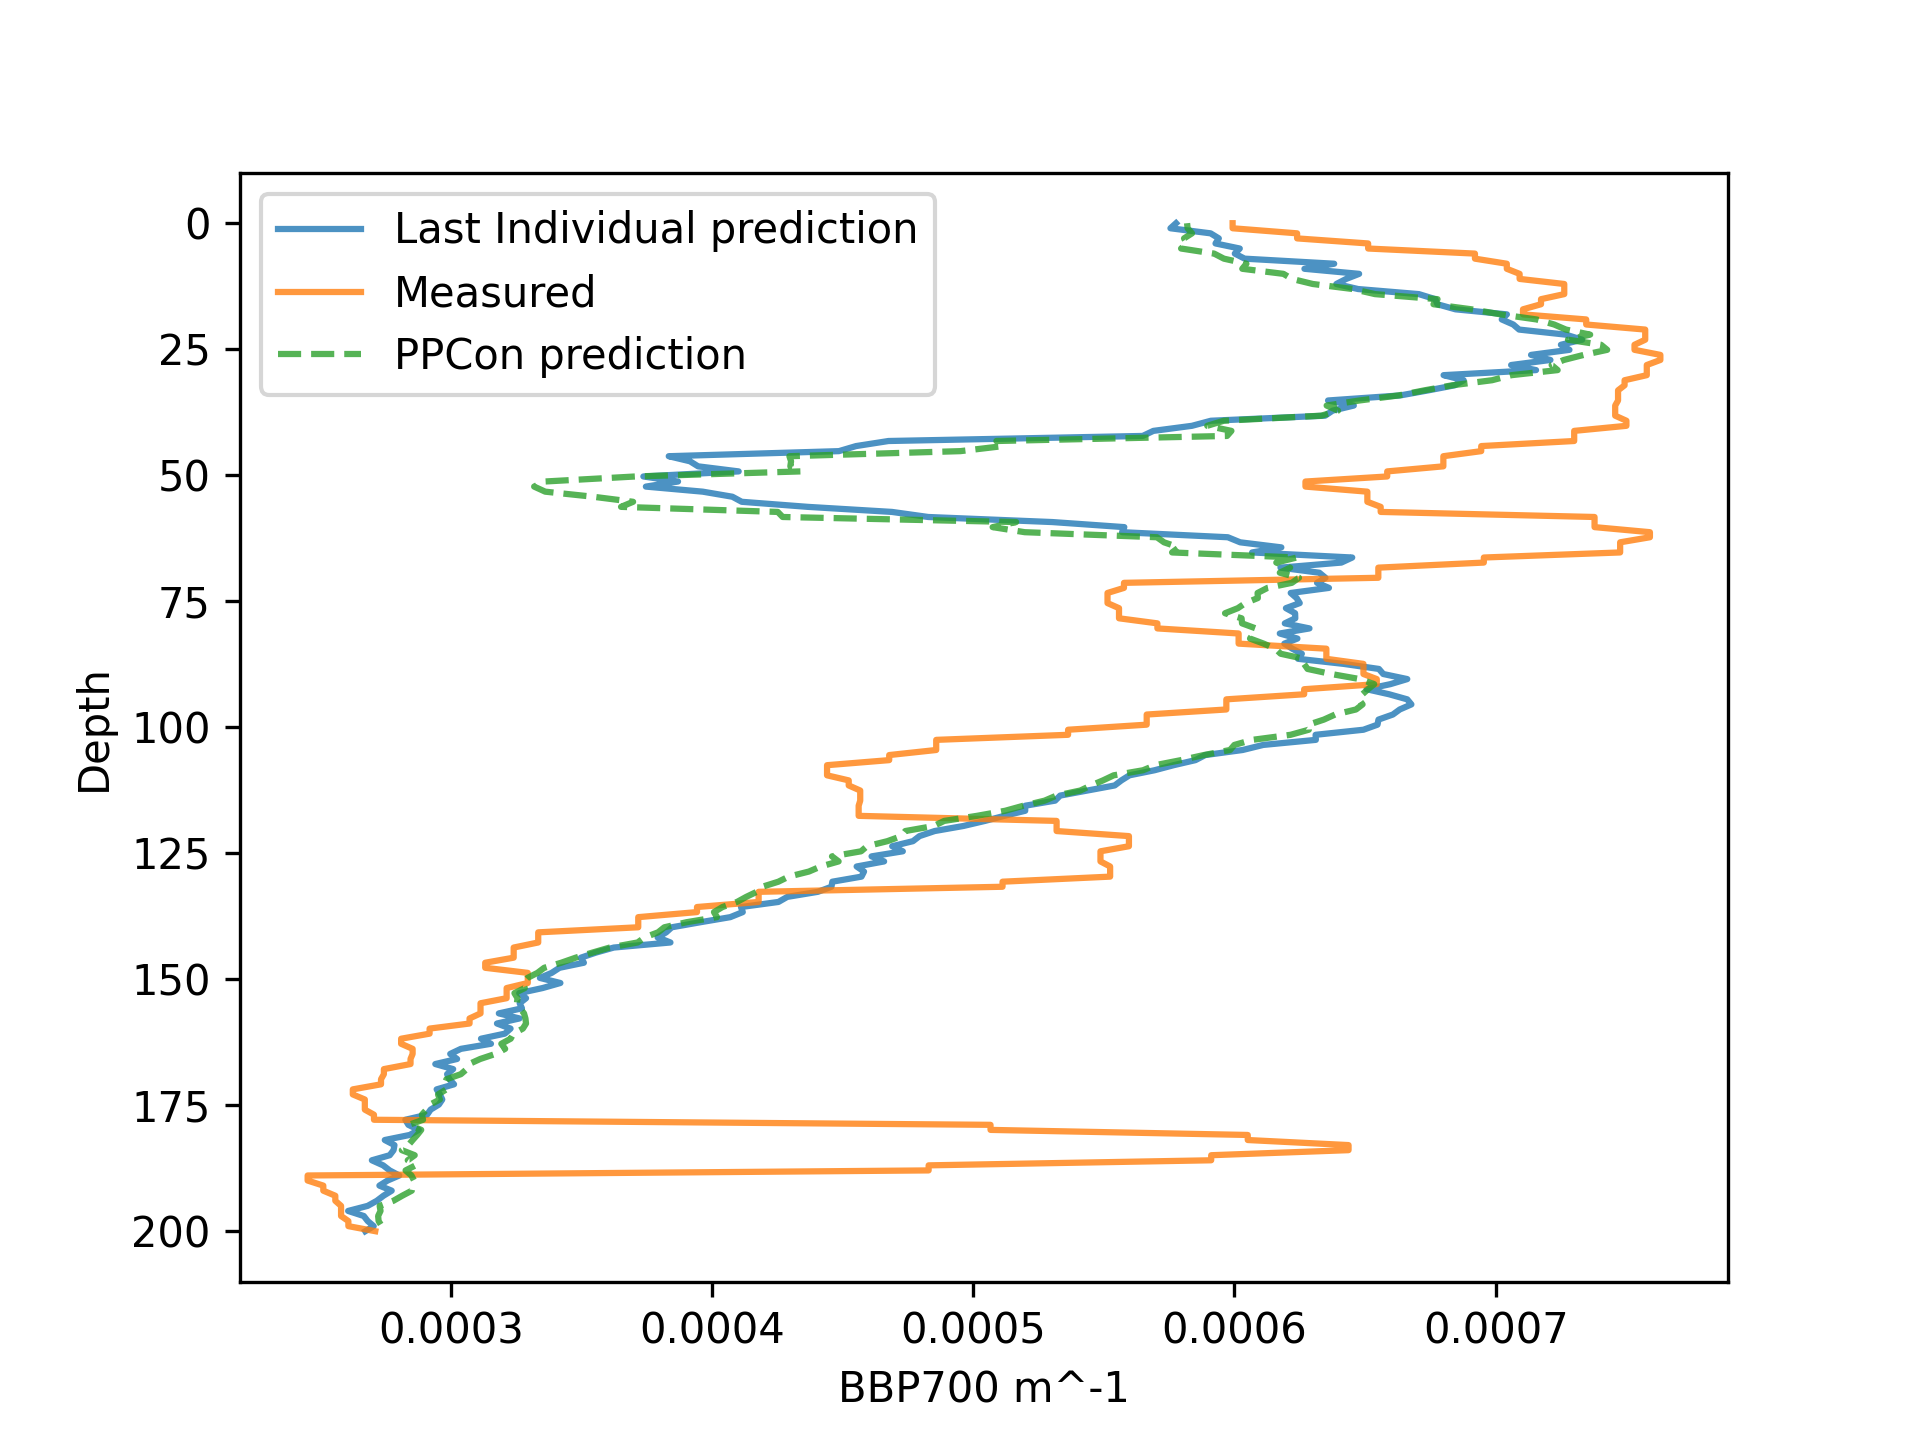 Last Individual prediction
Measured
PPCon prediction
0
25
50
75
100
125
150
175
200
Depth
0.0003 0.0004 0.0005 0.0006 0.0007
BBP700 m^-1